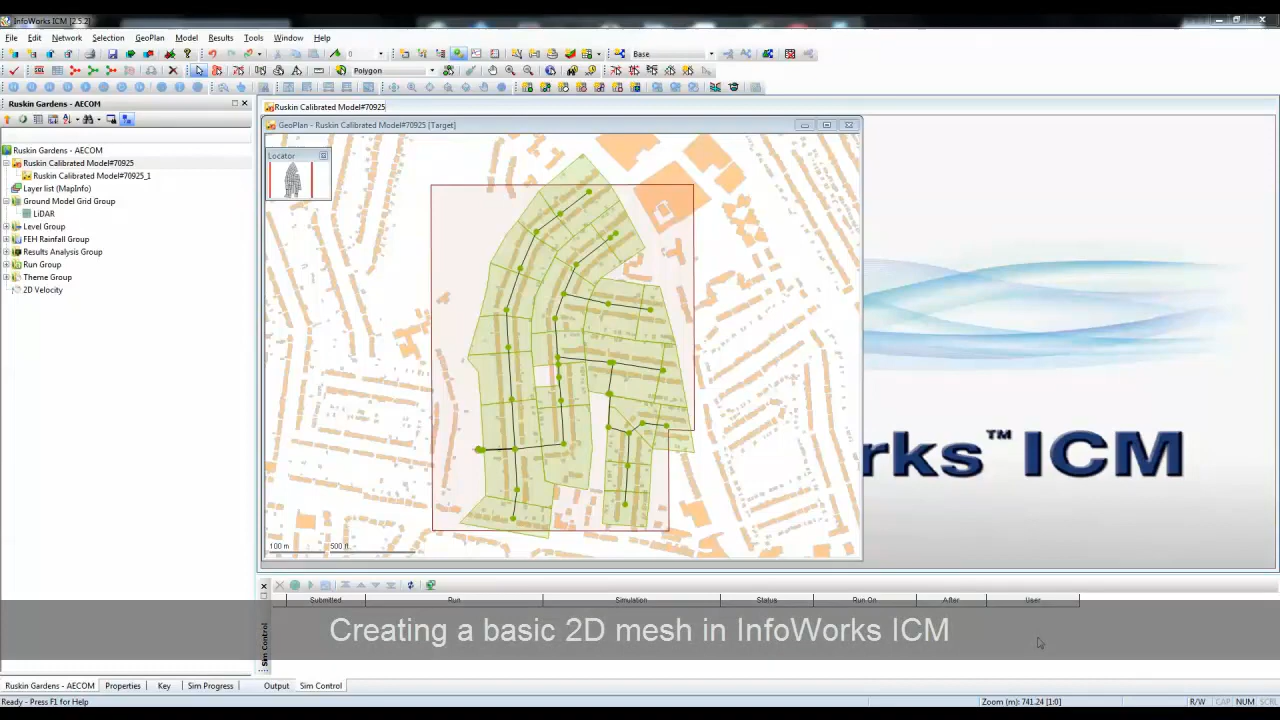 InfoWorks ICM [2.5.2]
File Edit Network Selection GeoPlan Model Results Tools Window Help
0
Base
Polygon
Ruskin Gardens - AECOM
Ruskin Calibrated Model#70925
GeoPlan - Ruskin Calibrated Model#70925 [Target]
Ruskin Gardens - AECOM
Ruskin Calibrated Model#70925
Ruskin Calibrated Model#70925_1
Layer list (MapInfo)
Ground Model Grid Group
LiDAR
Level Group
FEH Rainfall Group
Results Analysis Group
Run Group
Theme Group
2D Velocity
Locator
100 m
500 ft
rks™ ICM
Submitted Run Simulation Status Run On After User
Sim Control
Creating a basic 2D mesh in InfoWorks ICM
Ruskin Gardens - AECOM Properties Key Sim Progress Output Sim Control
Ready - Press F1 for Help
Zoom (m): 741.24 [1:0]
R/W CAP NUM SCRL